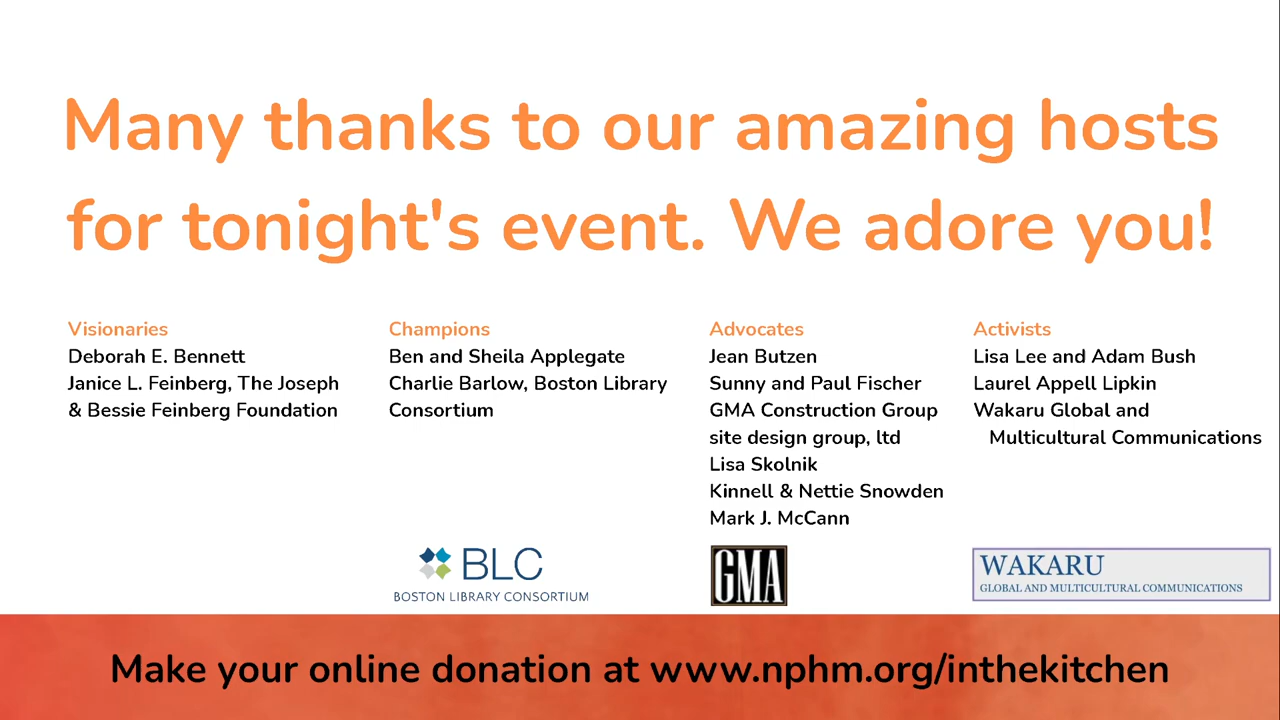 Many thanks to our amazing hosts
for tonight's event. We adore you!
Visionaries
Deborah E. Bennett
Janice L. Feinberg, The Joseph
& Bessie Feinberg Foundation
Champions
Ben and Sheila Applegate
Charlie Barlow, Boston Library
Consortium
Advocates
Jean Butzen
Sunny and Paul Fischer
GMA Construction Group
site design group, ltd
Lisa Skolnik
Kinnell & Nettie Snowden
Mark J. McCann
Activists
Lisa Lee and Adam Bush
Laurel Appell Lipkin
Wakaru Global and
Multicultural Communications
BLC
BOSTON LIBRARY CONSORTIUM
GMA
WAKARU
GLOBAL AND MULTICULTURAL COMMUNICATIONS
Make your online donation at www.nphm.org/inthekitchen